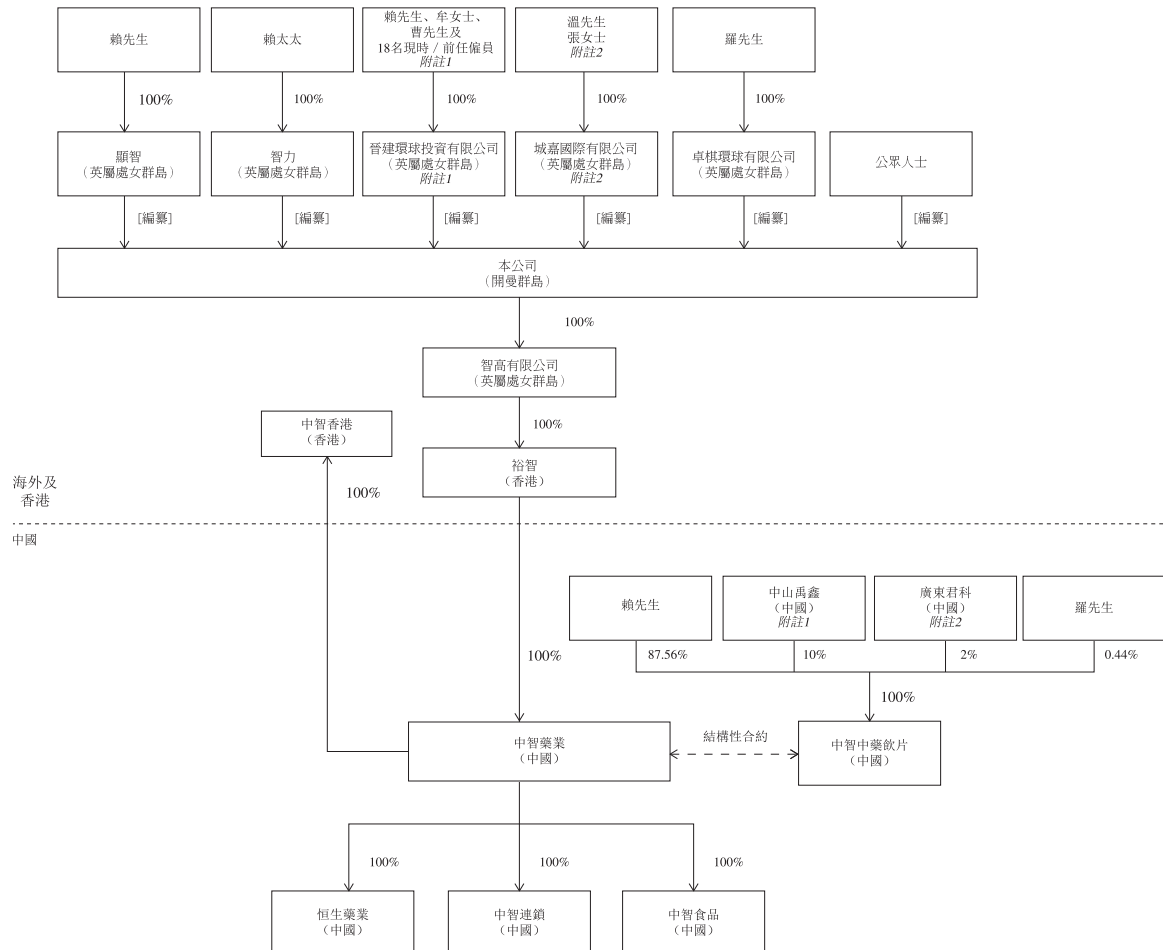 賴先生
賴太太
賴先生、牟女士、
曹先生及
18名現時／前任僱員
附註1
溫先生
張女士
附註2
羅先生
100%
100%
100%
100%
100%
顯智
（英屬處女群島）
智力
（英屬處女群島）
晉建環球投資有限公司
（英屬處女群島）
附註1
城嘉國際有限公司
（英屬處女群島）
附註2
卓棋環球有限公司
（英屬處女群島）
公眾人士
[編纂]
[編纂]
[編纂]
[編纂]
[編纂]
[編纂]
本公司
（開曼群島）
100%
智高有限公司
（英屬處女群島）
100%
中智香港
（香港）
裕智
（香港）
100%
海外及
香港
中國
賴先生
中山禹鑫
（中國）
附註1
廣東君科
（中國）
附註2
羅先生
87.56%
10%
2%
0.44%
100%
100%
中智藥業
（中國）
結構性合約
中智中藥飲片
（中國）
100%
100%
100%
恒生藥業
（中國）
中智連鎖
（中國）
中智食品
（中國）